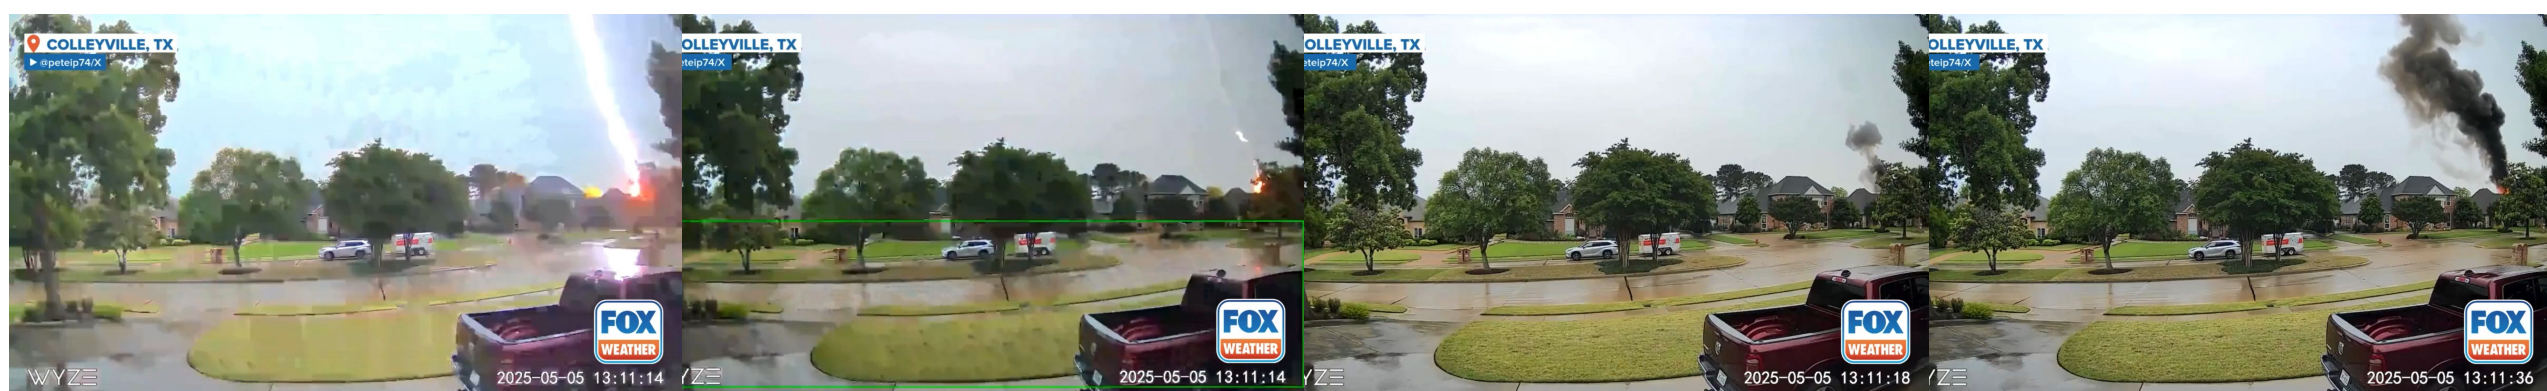 COLLEYVILLE, TX
@peteip74/X
FOX
WEATHER
WYZE
2025-05-05 13:11:14
OLLEYVILLE, TX
eteip74/X
FOX
WEATHER
YZE
2025-05-05 13:11:14
OLLEYVILLE, TX
eteip74/X
FOX
WEATHER
YZE
2025-05-05 13:11:18
OLLEYVILLE, TX
eteip74/X
FOX
WEATHER
YZE
2025-05-05 13:11:36